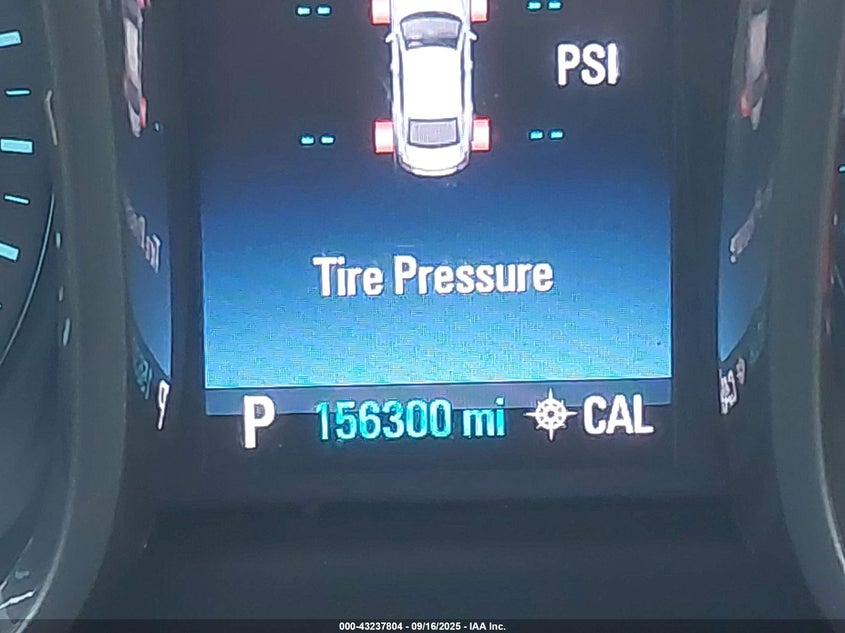 -- --
PSI
-- --
Tire Pressure
P 156300 mi CAL
000-43237804 - 09/16/2025 - IAA Inc.